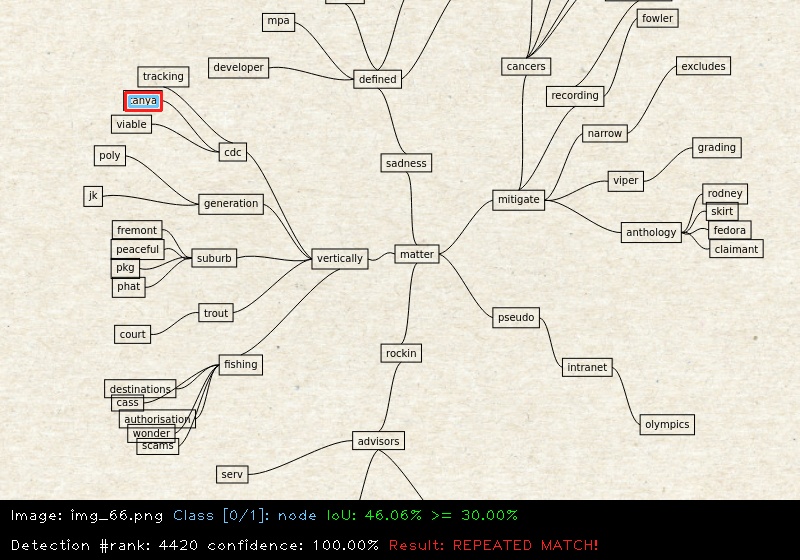 mpa
fowler
developer
defined
cancers
excludes
tracking
recording
anya
viable
narrow
cdc
grading
poly
sadness
viper
jk
generation
mitigate
rodney
skirt
fremont
anthology
fedora
peaceful
claimant
suburb
vertically
matter
pkg
phat
trout
pseudo
court
rockin
fishing
intranet
destinations
cass
authorisation
olympics
wonder
advisors
scams
serv
Image: img_66.png Class [0/1]: node IoU: 46.06% >= 30.00%
Detection #rank: 4420 confidence: 100.00% Result: REPEATED MATCH!